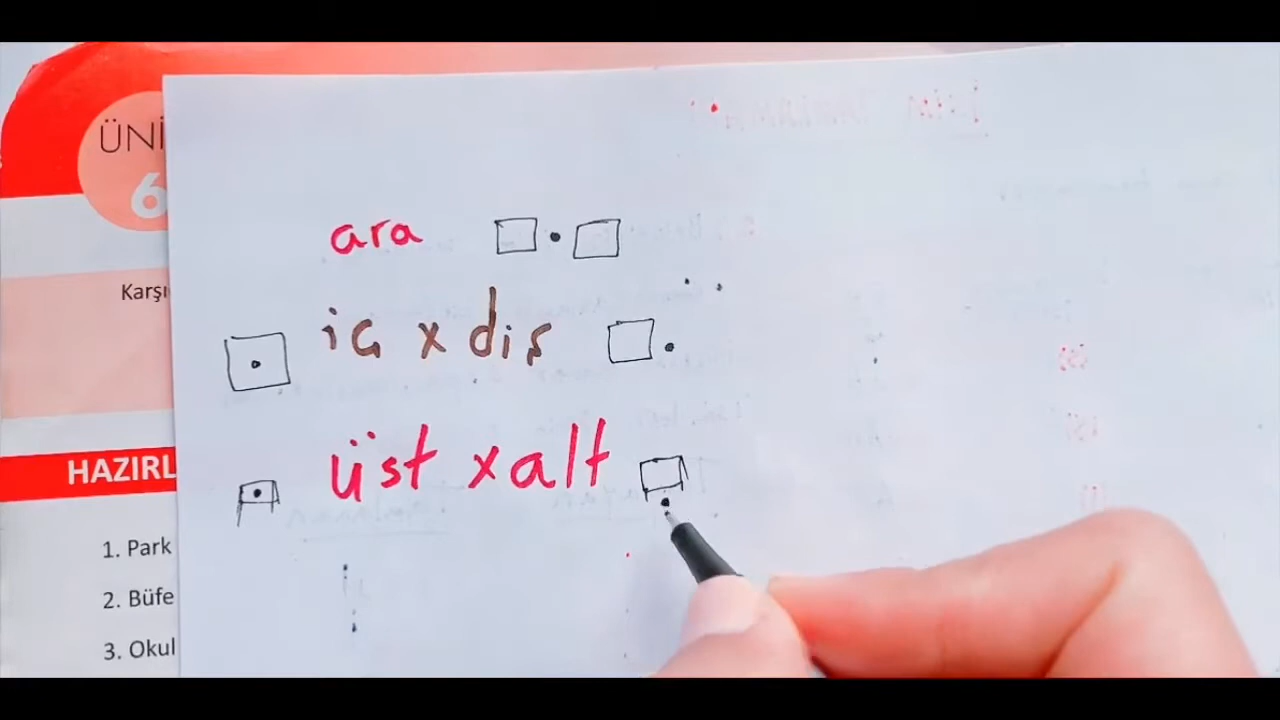 ÜNİ
6
ara
iç x dış
Karşı
üst x alt
HAZIRL
1. Park
2. Büfe
3. Okul